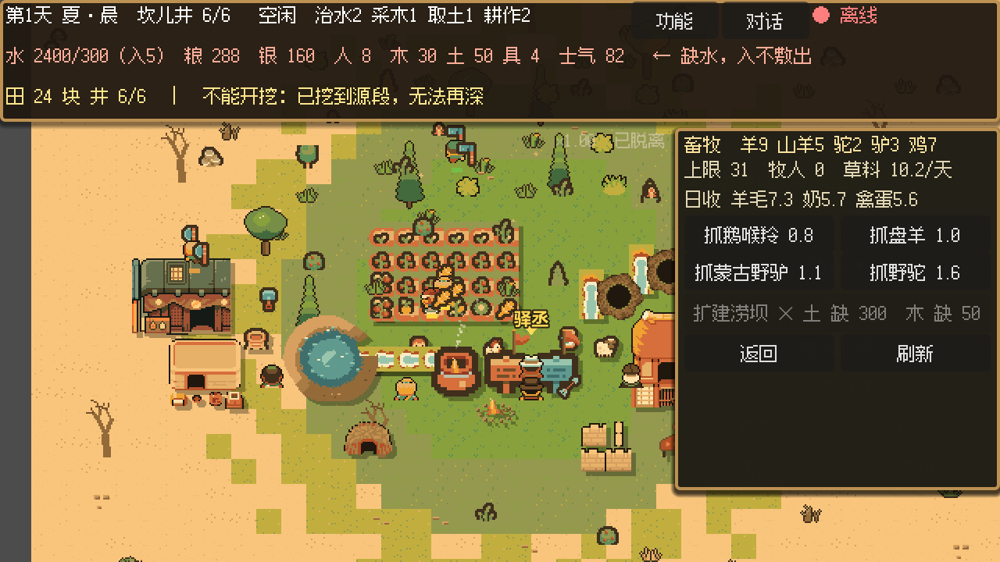 第1天 夏·晨 坎儿井 6/6 空闲 治水2 采木1 取土1 耕作2 功能 对话 离线
水 2400/300（入5） 粮 288 银 160 人 8 木 30 土 50 具 4 士气 82 ← 缺水，入不敷出
田 24 块 井 6/6 | 不能开挖：已挖到源段，无法再深
x1.00 已脱离
畜牧 羊9 山羊5 驼2 驴3 鸡7
上限 31 牧人 0 草料 10.2/天
日收 羊毛7.3 奶5.7 禽蛋5.6
抓鹅喉羚 0.8 抓盘羊 1.0
抓蒙古野驴 1.1 抓野驼 1.6
扩建涝坝 × 土 缺 300 木 缺 50
返回 刷新
驿丞